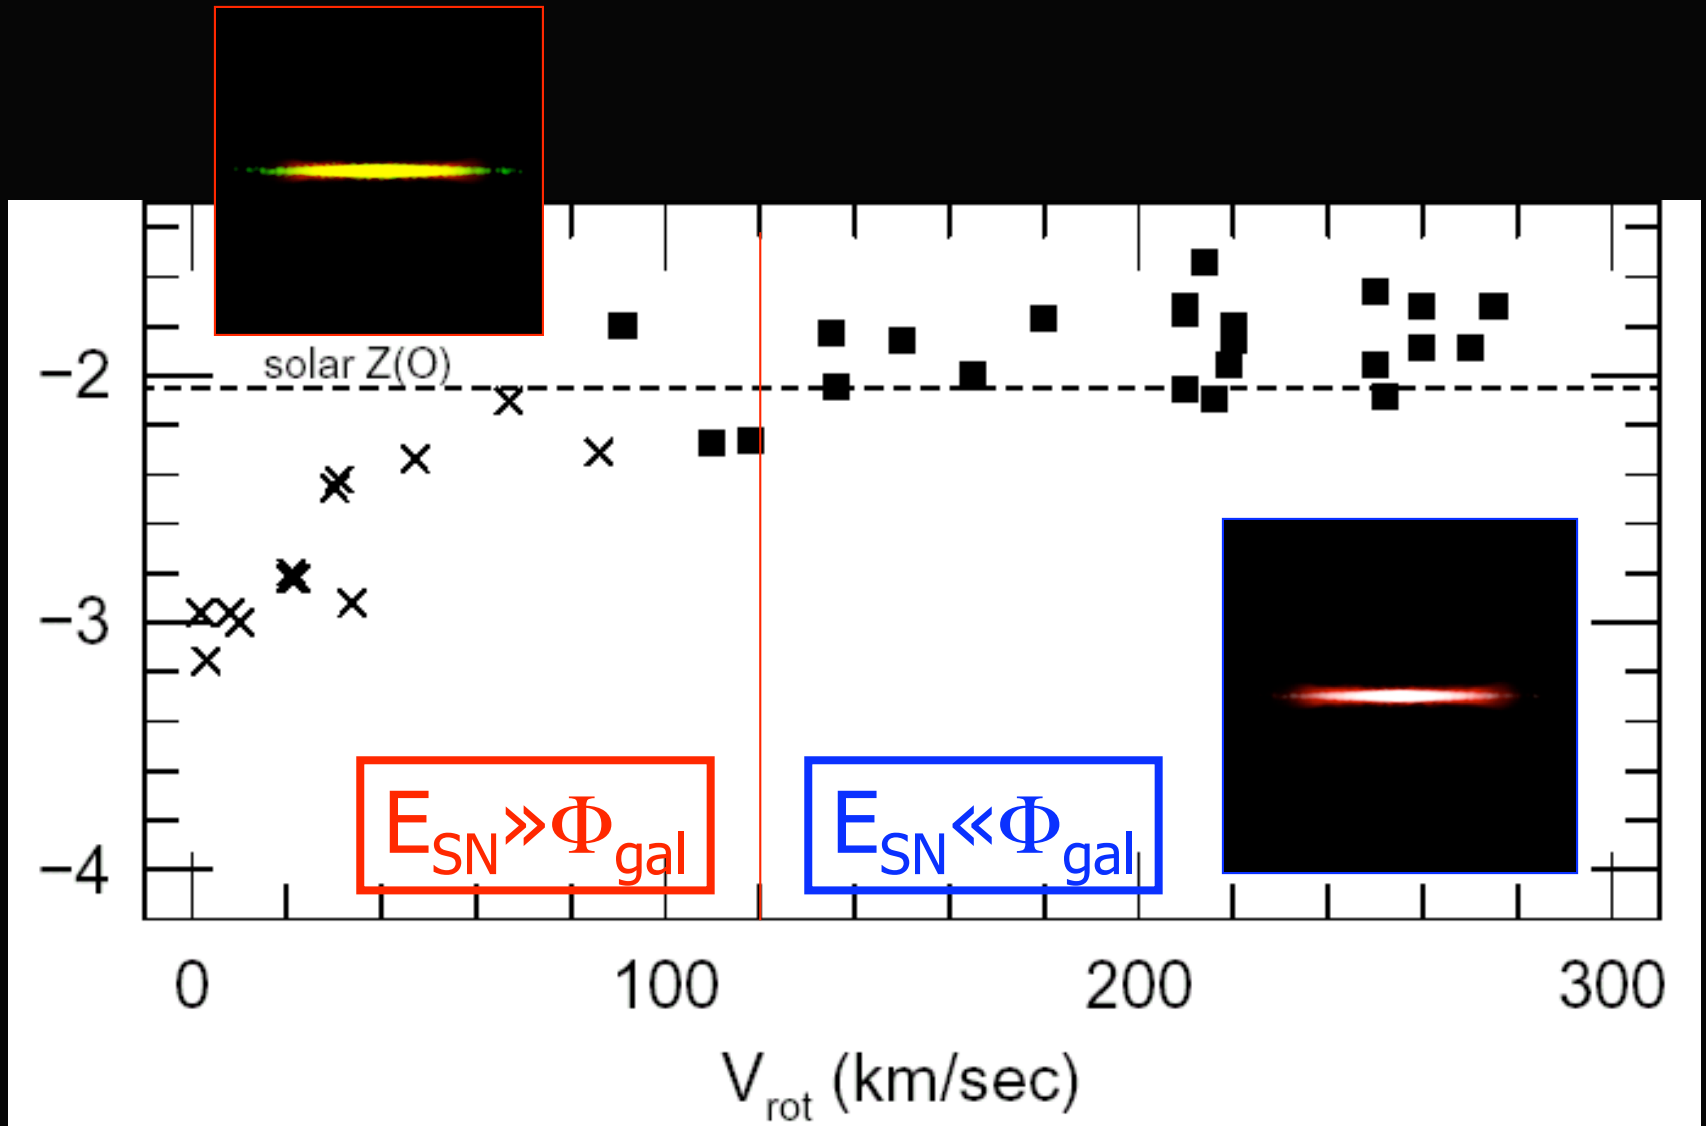 solar Z(O)
−2
−3
−4
E_SN»Φ_gal
E_SN«Φ_gal
0 100 200 300
V_rot (km/sec)